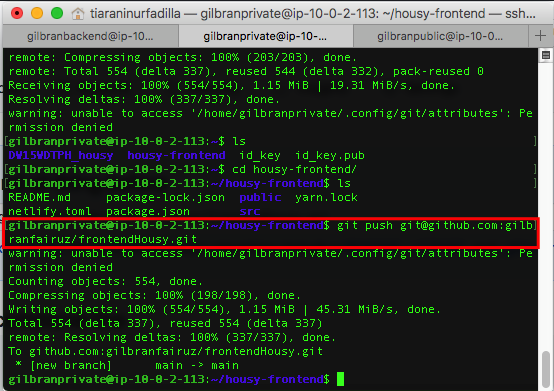 tiaraninurfadilla — gilbranprivate@ip-10-0-2-113: ~/housy-frontend — ssh...
gilbranbackend@ip-10...
gilbranprivate@ip-10-...
gilbranpublic@ip-10-0...
remote: Compressing objects: 100% (203/203), done.
remote: Total 554 (delta 337), reused 544 (delta 332), pack-reused 0
Receiving objects: 100% (554/554), 1.15 MiB | 19.31 MiB/s, done.
Resolving deltas: 100% (337/337), done.
warning: unable to access '/home/gilbranprivate/.config/git/attributes': Pe
rmission denied
[gilbranprivate@ip-10-0-2-113:~$ ls
DW15WDTPH_housy  housy-frontend  id_key  id_key.pub
[gilbranprivate@ip-10-0-2-113:~$ cd housy-frontend/
[gilbranprivate@ip-10-0-2-113:~/housy-frontend$ ls
README.md     package-lock.json  public  yarn.lock
netlify.toml  package.json       src
[gilbranprivate@ip-10-0-2-113:~/housy-frontend$ git push git@github.com:gilb
ranfairuz/frontendHousy.git
warning: unable to access '/home/gilbranprivate/.config/git/attributes': Pe
rmission denied
Counting objects: 554, done.
Compressing objects: 100% (198/198), done.
Writing objects: 100% (554/554), 1.15 MiB | 45.31 MiB/s, done.
Total 554 (delta 337), reused 554 (delta 337)
remote: Resolving deltas: 100% (337/337), done.
To github.com:gilbranfairuz/frontendHousy.git
 * [new branch]      main -> main
gilbranprivate@ip-10-0-2-113:~/housy-frontend$